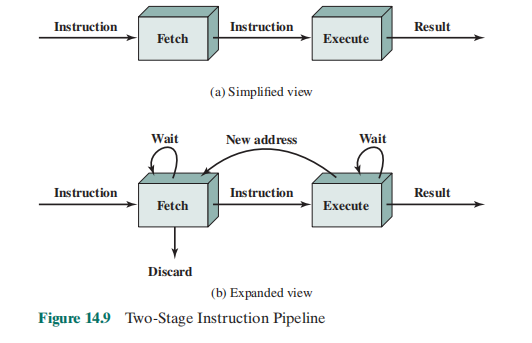 Instruction Instruction Result
Fetch Execute
(a) Simplified view
Wait New address Wait
Instruction Instruction Result
Fetch Execute
Discard
(b) Expanded view
Figure 14.9 Two-Stage Instruction Pipeline